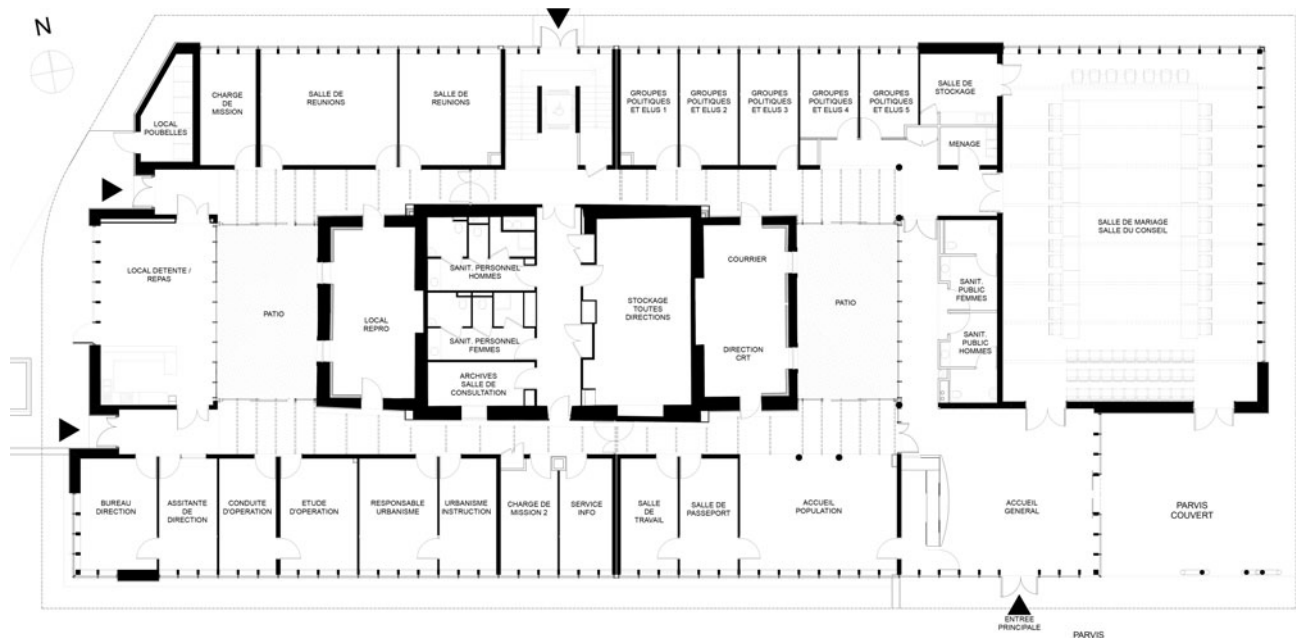 N
CHARGE
DE
MISSION
SALLE DE
REUNIONS
SALLE DE
REUNIONS
GROUPES
POLITIQUES
ET ELUS 1
GROUPES
POLITIQUES
ET ELUS 2
GROUPES
POLITIQUES
ET ELUS 3
GROUPES
POLITIQUES
ET ELUS 4
GROUPES
POLITIQUES
ET ELUS 5
SALLE DE
STOCKAGE
LOCAL
POUBELLES
MENAGE
SALLE DE MARIAGE
SALLE DU CONSEIL
LOCAL DETENTE /
REPAS
PATIO
LOCAL
REPRO
SANIT. PERSONNEL
HOMMES
SANIT. PERSONNEL
FEMMES
ARCHIVES
SALLE DE
CONSULTATION
STOCKAGE
TOUTES
DIRECTIONS
COURRIER
DIRECTION
CRT
PATIO
SANIT.
PUBLIC
FEMMES
SANIT.
PUBLIC
HOMMES
BUREAU
DIRECTION
ASSITANTE
DE
DIRECTION
CONDUITE
D'OPERATION
ETUDE
D'OPERATION
RESPONSABLE
URBANISME
URBANISME
INSTRUCTION
CHARGE DE
MISSION 2
SERVICE
INFO
SALLE
DE
TRAVAIL
SALLE DE
PASSEPORT
ACCUEIL
POPULATION
ACCUEIL
GENERAL
PARVIS
COUVERT
ENTREE
PRINCIPALE
PARVIS